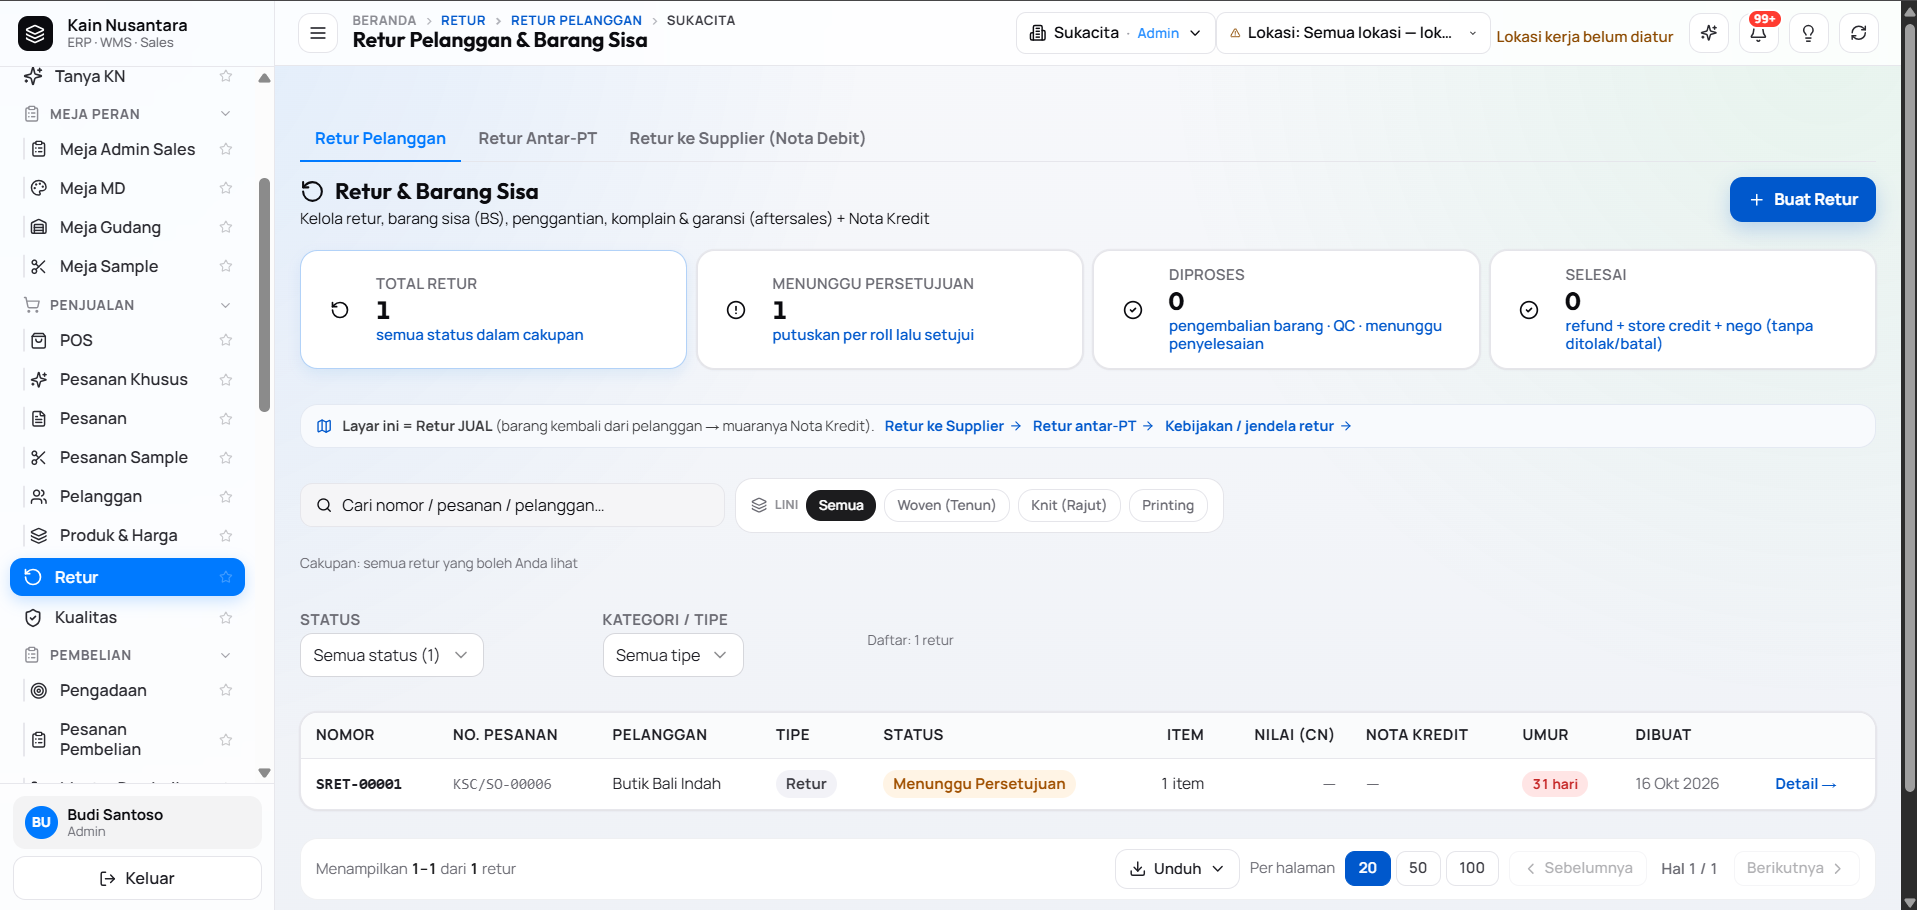 Kain Nusantara
ERP · WMS · Sales
Tanya KN
MEJA PERAN
Meja Admin Sales
Meja MD
Meja Gudang
Meja Sample
PENJUALAN
POS
Pesanan Khusus
Pesanan
Pesanan Sample
Pelanggan
Produk & Harga
Retur
Kualitas
PEMBELIAN
Pengadaan
Pesanan
Pembelian
BU
Budi Santoso
Admin
Keluar
BERANDA > RETUR > RETUR PELANGGAN > SUKACITA
Retur Pelanggan & Barang Sisa
Sukacita · Admin
Lokasi: Semua lokasi — lok...
Lokasi kerja belum diatur
99+
Retur Pelanggan
Retur Antar-PT
Retur ke Supplier (Nota Debit)
Retur & Barang Sisa
Kelola retur, barang sisa (BS), penggantian, komplain & garansi (aftersales) + Nota Kredit
+ Buat Retur
TOTAL RETUR
1
semua status dalam cakupan
MENUNGGU PERSETUJUAN
1
putuskan per roll lalu setujui
DIPROSES
0
pengembalian barang · QC · menunggu
penyelesaian
SELESAI
0
refund + store credit + nego (tanpa
ditolak/batal)
Layar ini = Retur JUAL (barang kembali dari pelanggan → muaranya Nota Kredit). Retur ke Supplier → Retur antar-PT → Kebijakan / jendela retur →
Cari nomor / pesanan / pelanggan...
LINI
Semua
Woven (Tenun)
Knit (Rajut)
Printing
Cakupan: semua retur yang boleh Anda lihat
STATUS
Semua status (1)
KATEGORI / TIPE
Semua tipe
Daftar: 1 retur
NOMOR NO. PESANAN PELANGGAN TIPE STATUS ITEM NILAI (CN) NOTA KREDIT UMUR DIBUAT
SRET-00001 KSC/SO-00006 Butik Bali Indah Retur Menunggu Persetujuan 1 item — — 31 hari 16 Okt 2026 Detail →
Menampilkan 1–1 dari 1 retur
Unduh
Per halaman 20 50 100
< Sebelumnya
Hal 1 / 1
Berikutnya >